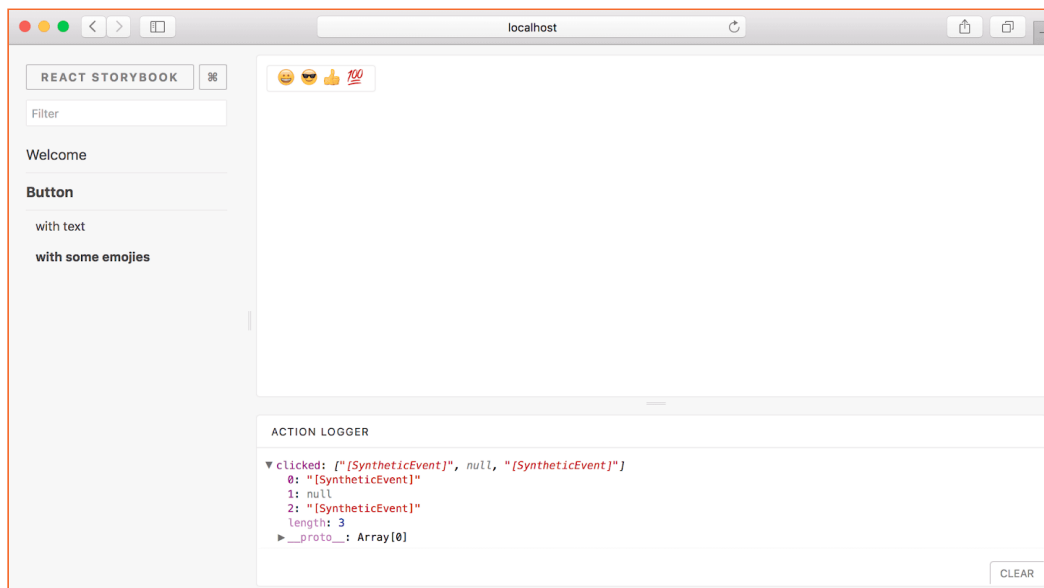 localhost
REACT STORYBOOK ⌘
Filter
Welcome
Button
with text
with some emojies
😀 😎 👍 💯
ACTION LOGGER
▼clicked: ["[SyntheticEvent]", null, "[SyntheticEvent]"]
0: "[SyntheticEvent]"
1: null
2: "[SyntheticEvent]"
length: 3
▶__proto__: Array[0]
CLEAR